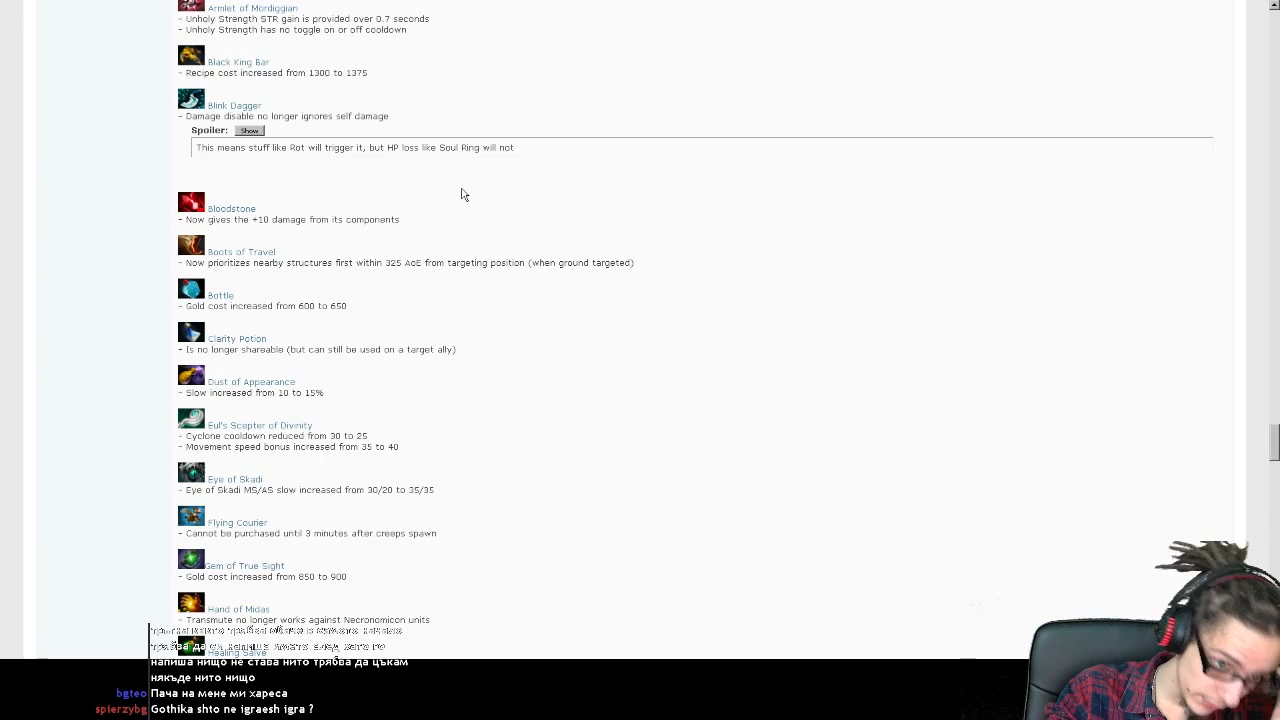 Armlet of Mordiggian
- Unholy Strength STR gain is provided over 0.7 seconds
- Unholy Strength has no toggle on or off cooldown
Black King Bar
- Recipe cost increased from 1300 to 1375
Blink Dagger
- Damage disable no longer ignores self damage
Spoiler: Show
This means stuff like Rot will trigger it, but HP loss like Soul Ring will not
Bloodstone
- Now gives the +10 damage from its components
Boots of Travel
- Now prioritizes nearby structures first within 325 AoE from targeting position (when ground targeted)
Bottle
- Gold cost increased from 600 to 650
Clarity Potion
- Is no longer shareable (but can still be used on a target ally)
Dust of Appearance
- Slow increased from 10 to 15%
Eul's Scepter of Divinity
- Cyclone cooldown reduced from 30 to 25
- Movement speed bonus increased from 35 to 40
Eye of Skadi
- Eye of Skadi MS/AS slow increased from 30/20 to 35/35
Flying Courier
- Cannot be purchased until 3 minutes after creeps spawn
Gem of True Sight
- Gold cost increased from 850 to 900
Hand of Midas
- Transmute no longer works against Necronomicon units
Healing Salve
напиша нищо не става нито трябва да цъкам
някъде нито нищо
bgteo Пача на мене ми хареса
spierzybg Gothika shto ne igraesh igra ?